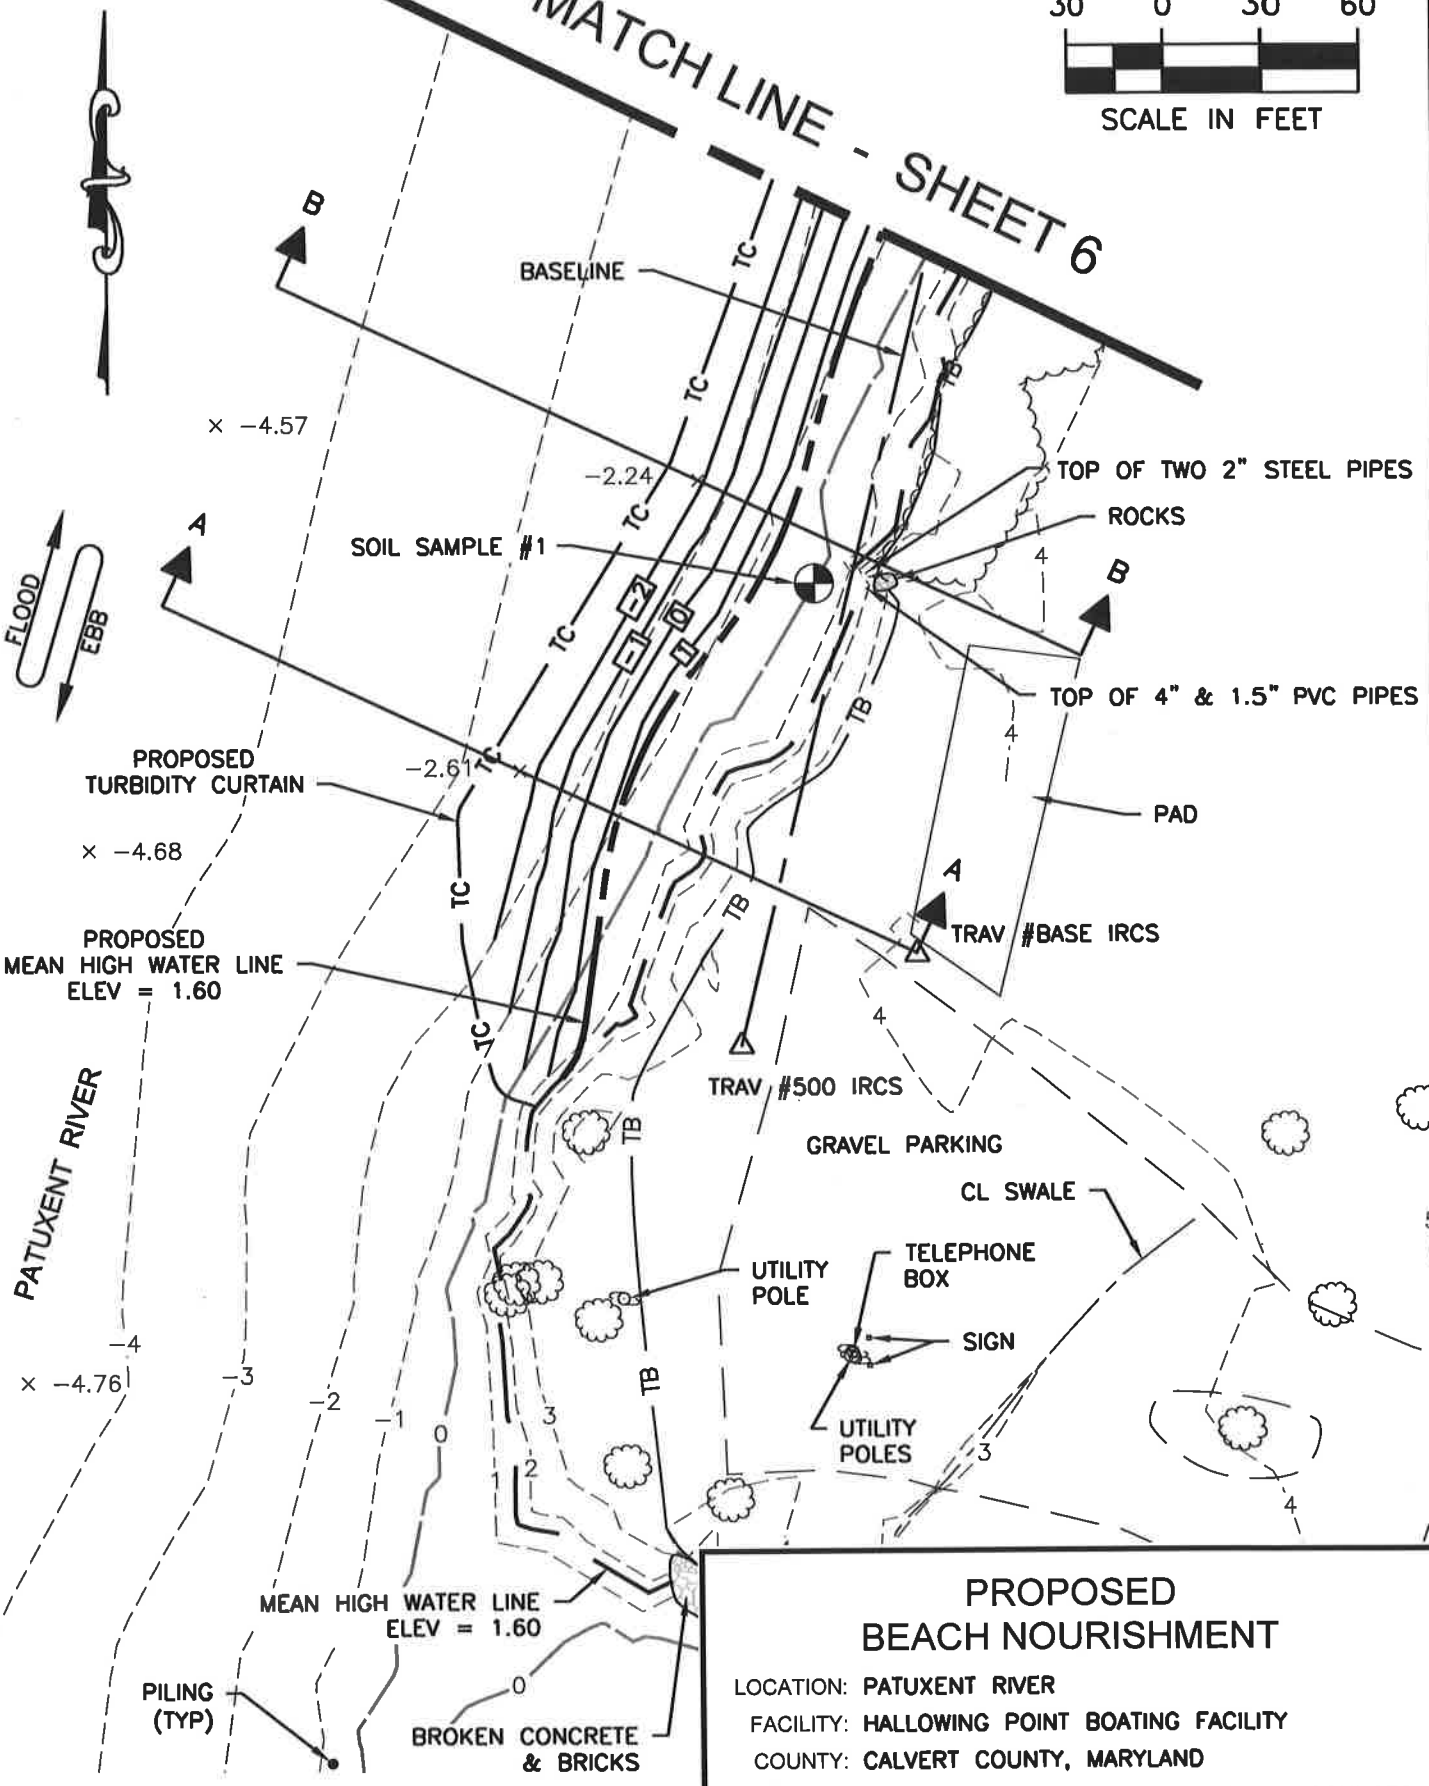 30 0 30 60
SCALE IN FEET
MATCH LINE - SHEET 6
B
BASELINE
TC
TC
TB
× -4.57
-2.24
TOP OF TWO 2" STEEL PIPES
TC
ROCKS
A
SOIL SAMPLE #1
4
B
FLOOD
EBB
-2
0
-1
1
TC
TOP OF 4" & 1.5" PVC PIPES
TB
4
PROPOSED
TURBIDITY CURTAIN
-2.61
TC
PAD
× -4.68
A
TC
TB
TRAV #BASE IRCS
PROPOSED
MEAN HIGH WATER LINE
ELEV = 1.60
4
TC
TRAV #500 IRCS
PATUXENT RIVER
TB
GRAVEL PARKING
CL SWALE
UTILITY
POLE
TELEPHONE
BOX
SIGN
-4
× -4.76
-3
-2
-1
0
TB
3
UTILITY
POLES
3
1
2
4
MEAN HIGH WATER LINE
ELEV = 1.60
0
PILING
(TYP)
BROKEN CONCRETE
& BRICKS
PROPOSED
BEACH NOURISHMENT
LOCATION: PATUXENT RIVER
FACILITY: HALLOWING POINT BOATING FACILITY
COUNTY: CALVERT COUNTY, MARYLAND